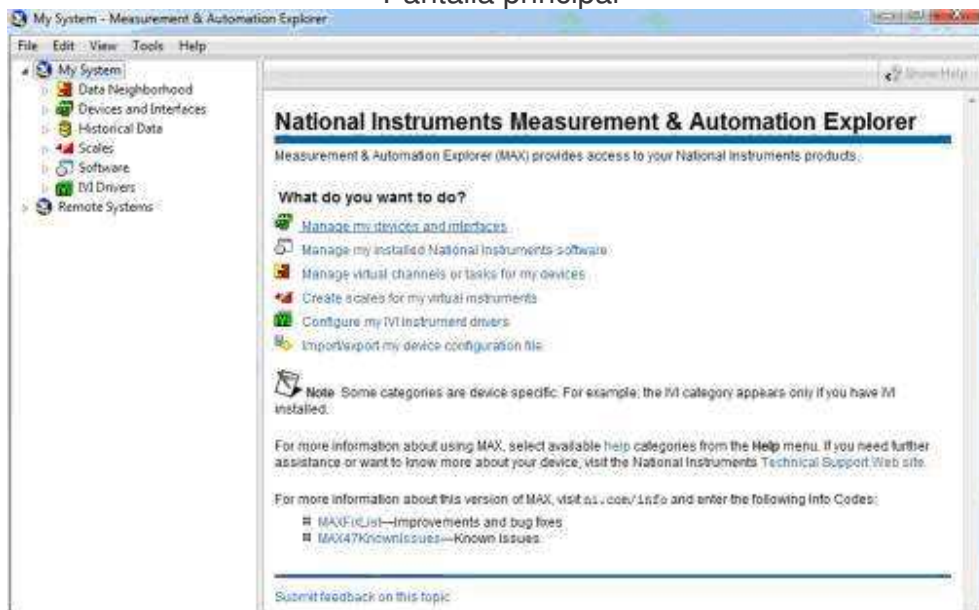 Pantalla principal
My System - Measurement & Automation Explorer
File Edit View Tools Help
My System
Data Neighborhood
Devices and Interfaces
Historical Data
Scales
Software
IVI Drivers
Remote Systems
Show Help
National Instruments Measurement & Automation Explorer
Measurement & Automation Explorer (MAX) provides access to your National Instruments products.
What do you want to do?
Manage my devices and interfaces
Manage my installed National Instruments software
Manage virtual channels or tasks for my devices
Create scales for my virtual instruments
Configure my IVI instrument drivers
Import/export my device configuration file
Note Some categories are device specific. For example, the IVI category appears only if you have IVI
installed.
For more information about using MAX, select available help categories from the Help menu. If you need further
assistance or want to know more about your device, visit the National Instruments Technical Support Web site.
For more information about this version of MAX, visit ni.com/info and enter the following Info Codes:
MAXFixList—Improvements and bug fixes
MAX47KnownIssues—Known Issues
Submit feedback on this topic